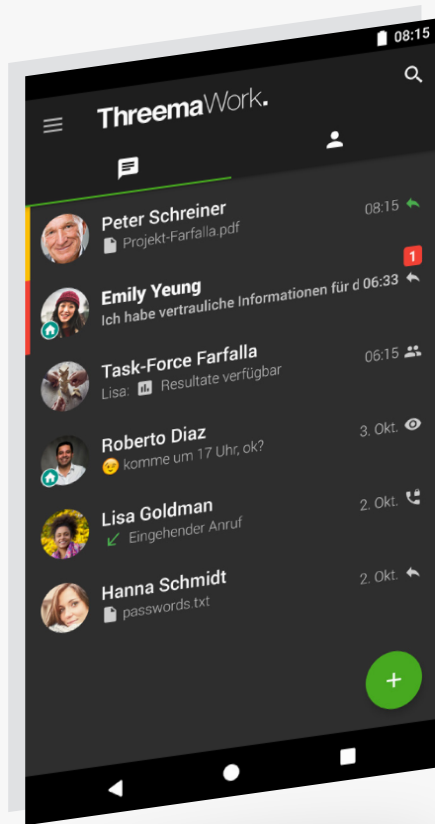 08:15
ThreemaWork.
Peter Schreiner
08:15
Projekt-Farfalla.pdf
1
Emily Yeung
Ich habe vertrauliche Informationen für d 06:33
Task-Force Farfalla
06:15
Lisa: Resultate verfügbar
Roberto Diaz
3. Okt.
komme um 17 Uhr, ok?
Lisa Goldman
2. Okt.
Eingehender Anruf
Hanna Schmidt
2. Okt.
passwords.txt